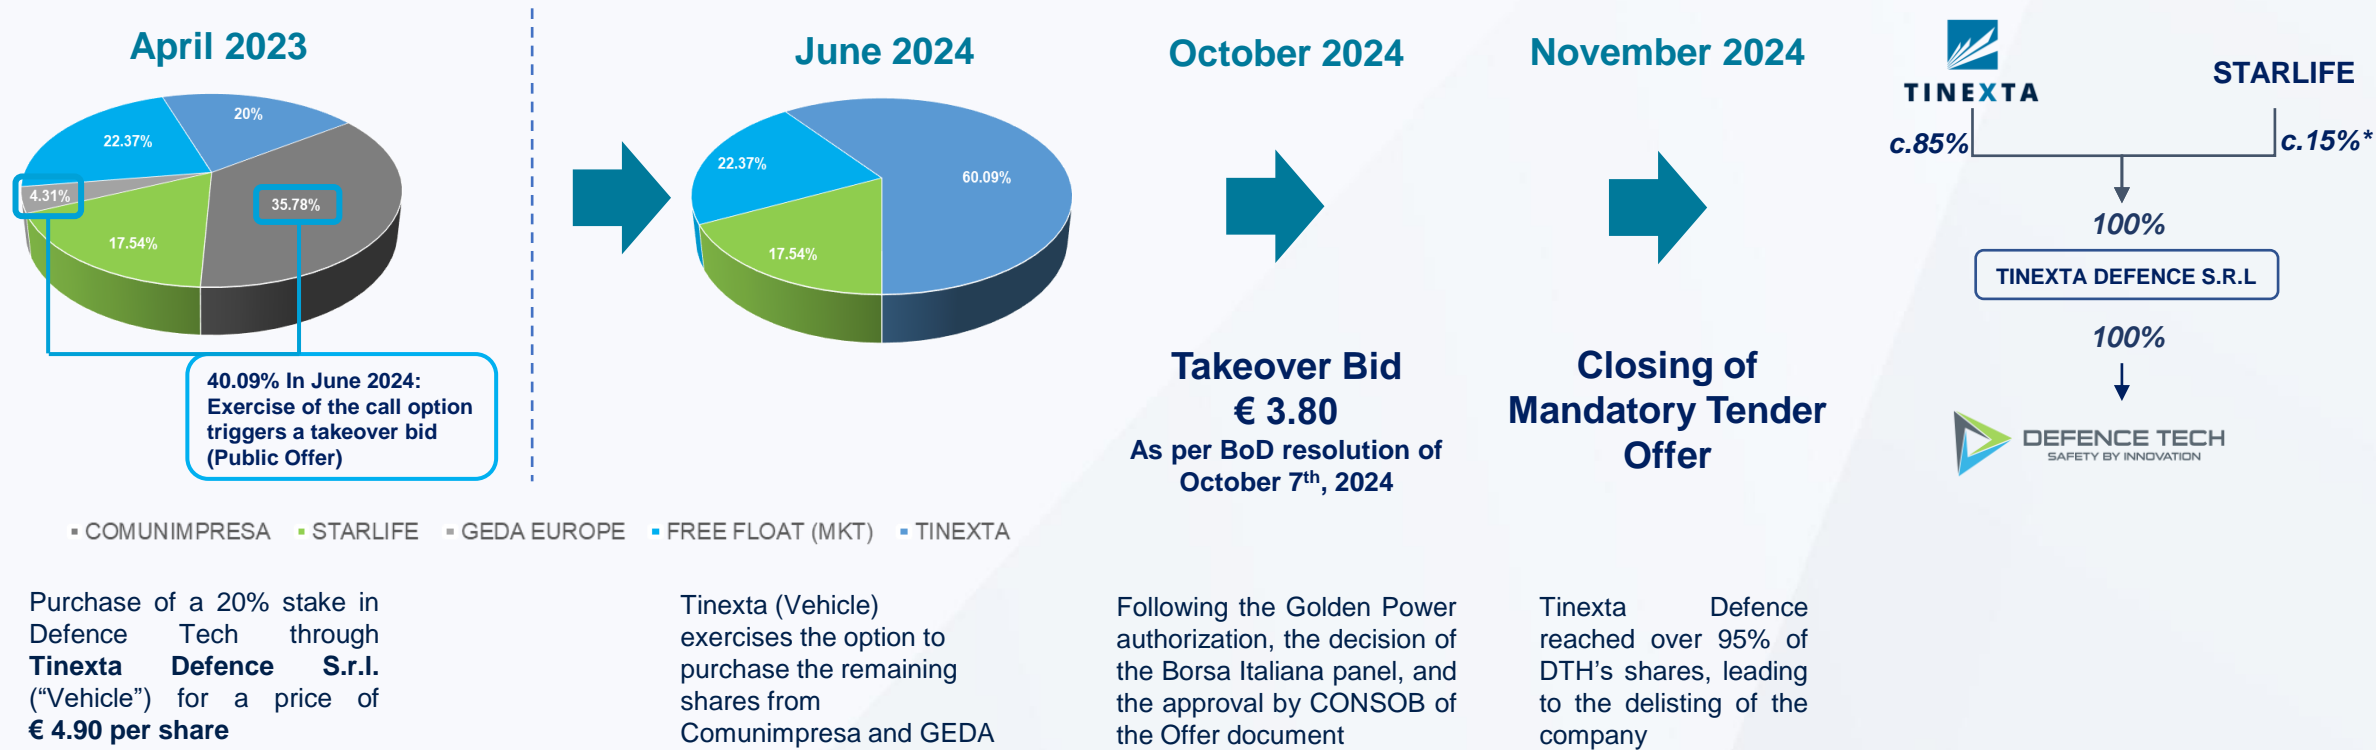 April 2023
20%
22.37%
4.31%
35.78%
17.54%
40.09% In June 2024:
Exercise of the call option
triggers a takeover bid
(Public Offer)
June 2024
22.37%
60.09%
17.54%
COMUNIMPRESA STARLIFE GEDA EUROPE FREE FLOAT (MKT) TINEXTA
October 2024
Takeover Bid
€ 3.80
As per BoD resolution of
October 7th, 2024
November 2024
Closing of
Mandatory Tender
Offer
TINEXTA
STARLIFE
c.85%
c.15%*
100%
TINEXTA DEFENCE S.R.L
100%
DEFENCE TECH
SAFETY BY INNOVATION
Purchase of a 20% stake in
Defence Tech through
Tinexta Defence S.r.l.
(“Vehicle”) for a price of
€ 4.90 per share
Tinexta (Vehicle)
exercises the option to
purchase the remaining
shares from
Comunimpresa and GEDA
Following the Golden Power
authorization, the decision of
the Borsa Italiana panel, and
the approval by CONSOB of
the Offer document
Tinexta Defence
reached over 95% of
DTH’s shares, leading
to the delisting of the
company